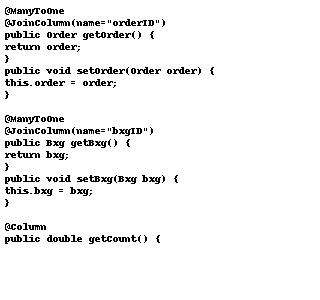 @ManyToOne
@JoinColumn(name="orderID")
public Order getOrder() {
return order;
}
public void setOrder(Order order) {
this.order = order;
}
@ManyToOne
@JoinColumn(name="bxgID")
public Bxg getBxg() {
return bxg;
}
public void setBxg(Bxg bxg) {
this.bxg = bxg;
}
@Column
public double getCount() {